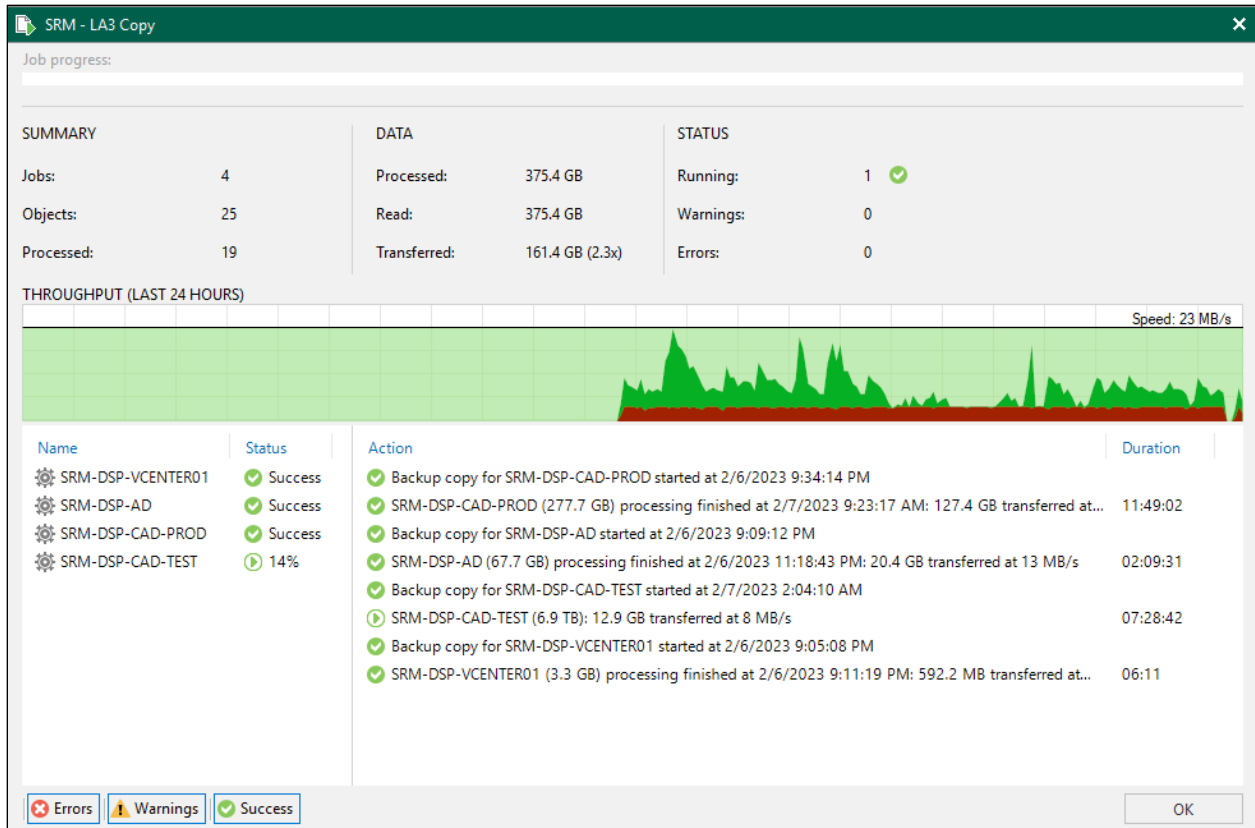 SRM - LA3 Copy
Job progress:
SUMMARY DATA STATUS
Jobs: 4 Processed: 375.4 GB Running: 1
Objects: 25 Read: 375.4 GB Warnings: 0
Processed: 19 Transferred: 161.4 GB (2.3x) Errors: 0
THROUGHPUT (LAST 24 HOURS)
Speed: 23 MB/s
Name Status Action Duration
SRM-DSP-VCENTER01 Success Backup copy for SRM-DSP-CAD-PROD started at 2/6/2023 9:34:14 PM
SRM-DSP-AD Success SRM-DSP-CAD-PROD (277.7 GB) processing finished at 2/7/2023 9:23:17 AM: 127.4 GB transferred at... 11:49:02
SRM-DSP-CAD-PROD Success Backup copy for SRM-DSP-AD started at 2/6/2023 9:09:12 PM
SRM-DSP-CAD-TEST 14% SRM-DSP-AD (67.7 GB) processing finished at 2/6/2023 11:18:43 PM: 20.4 GB transferred at 13 MB/s 02:09:31
Backup copy for SRM-DSP-CAD-TEST started at 2/7/2023 2:04:10 AM
SRM-DSP-CAD-TEST (6.9 TB): 12.9 GB transferred at 8 MB/s 07:28:42
Backup copy for SRM-DSP-VCENTER01 started at 2/6/2023 9:05:08 PM
SRM-DSP-VCENTER01 (3.3 GB) processing finished at 2/6/2023 9:11:19 PM: 592.2 MB transferred at... 06:11
Errors Warnings Success OK